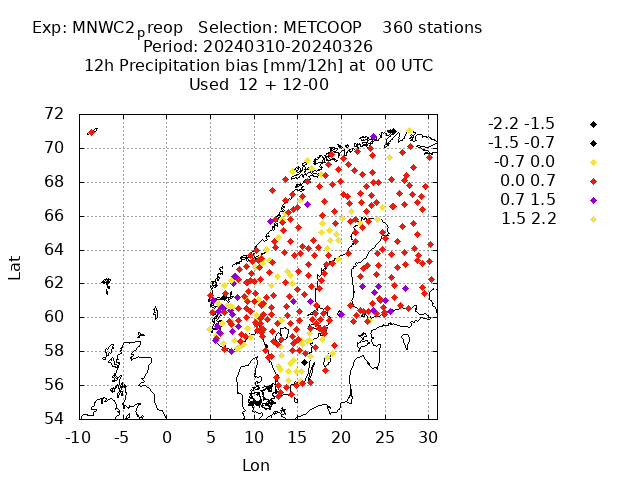 Exp: MNWC2preop   Selection: METCOOP    360 stations
Period: 20240310-20240326
12h Precipitation bias [mm/12h] at  00 UTC
Used  12 + 12-00
72
70
68
66
64
62
60
58
56
54
-10 -5 0 5 10 15 20 25 30
Lat
Lon
-2.2 -1.5
-1.5 -0.7
-0.7 0.0
0.0 0.7
0.7 1.5
1.5 2.2